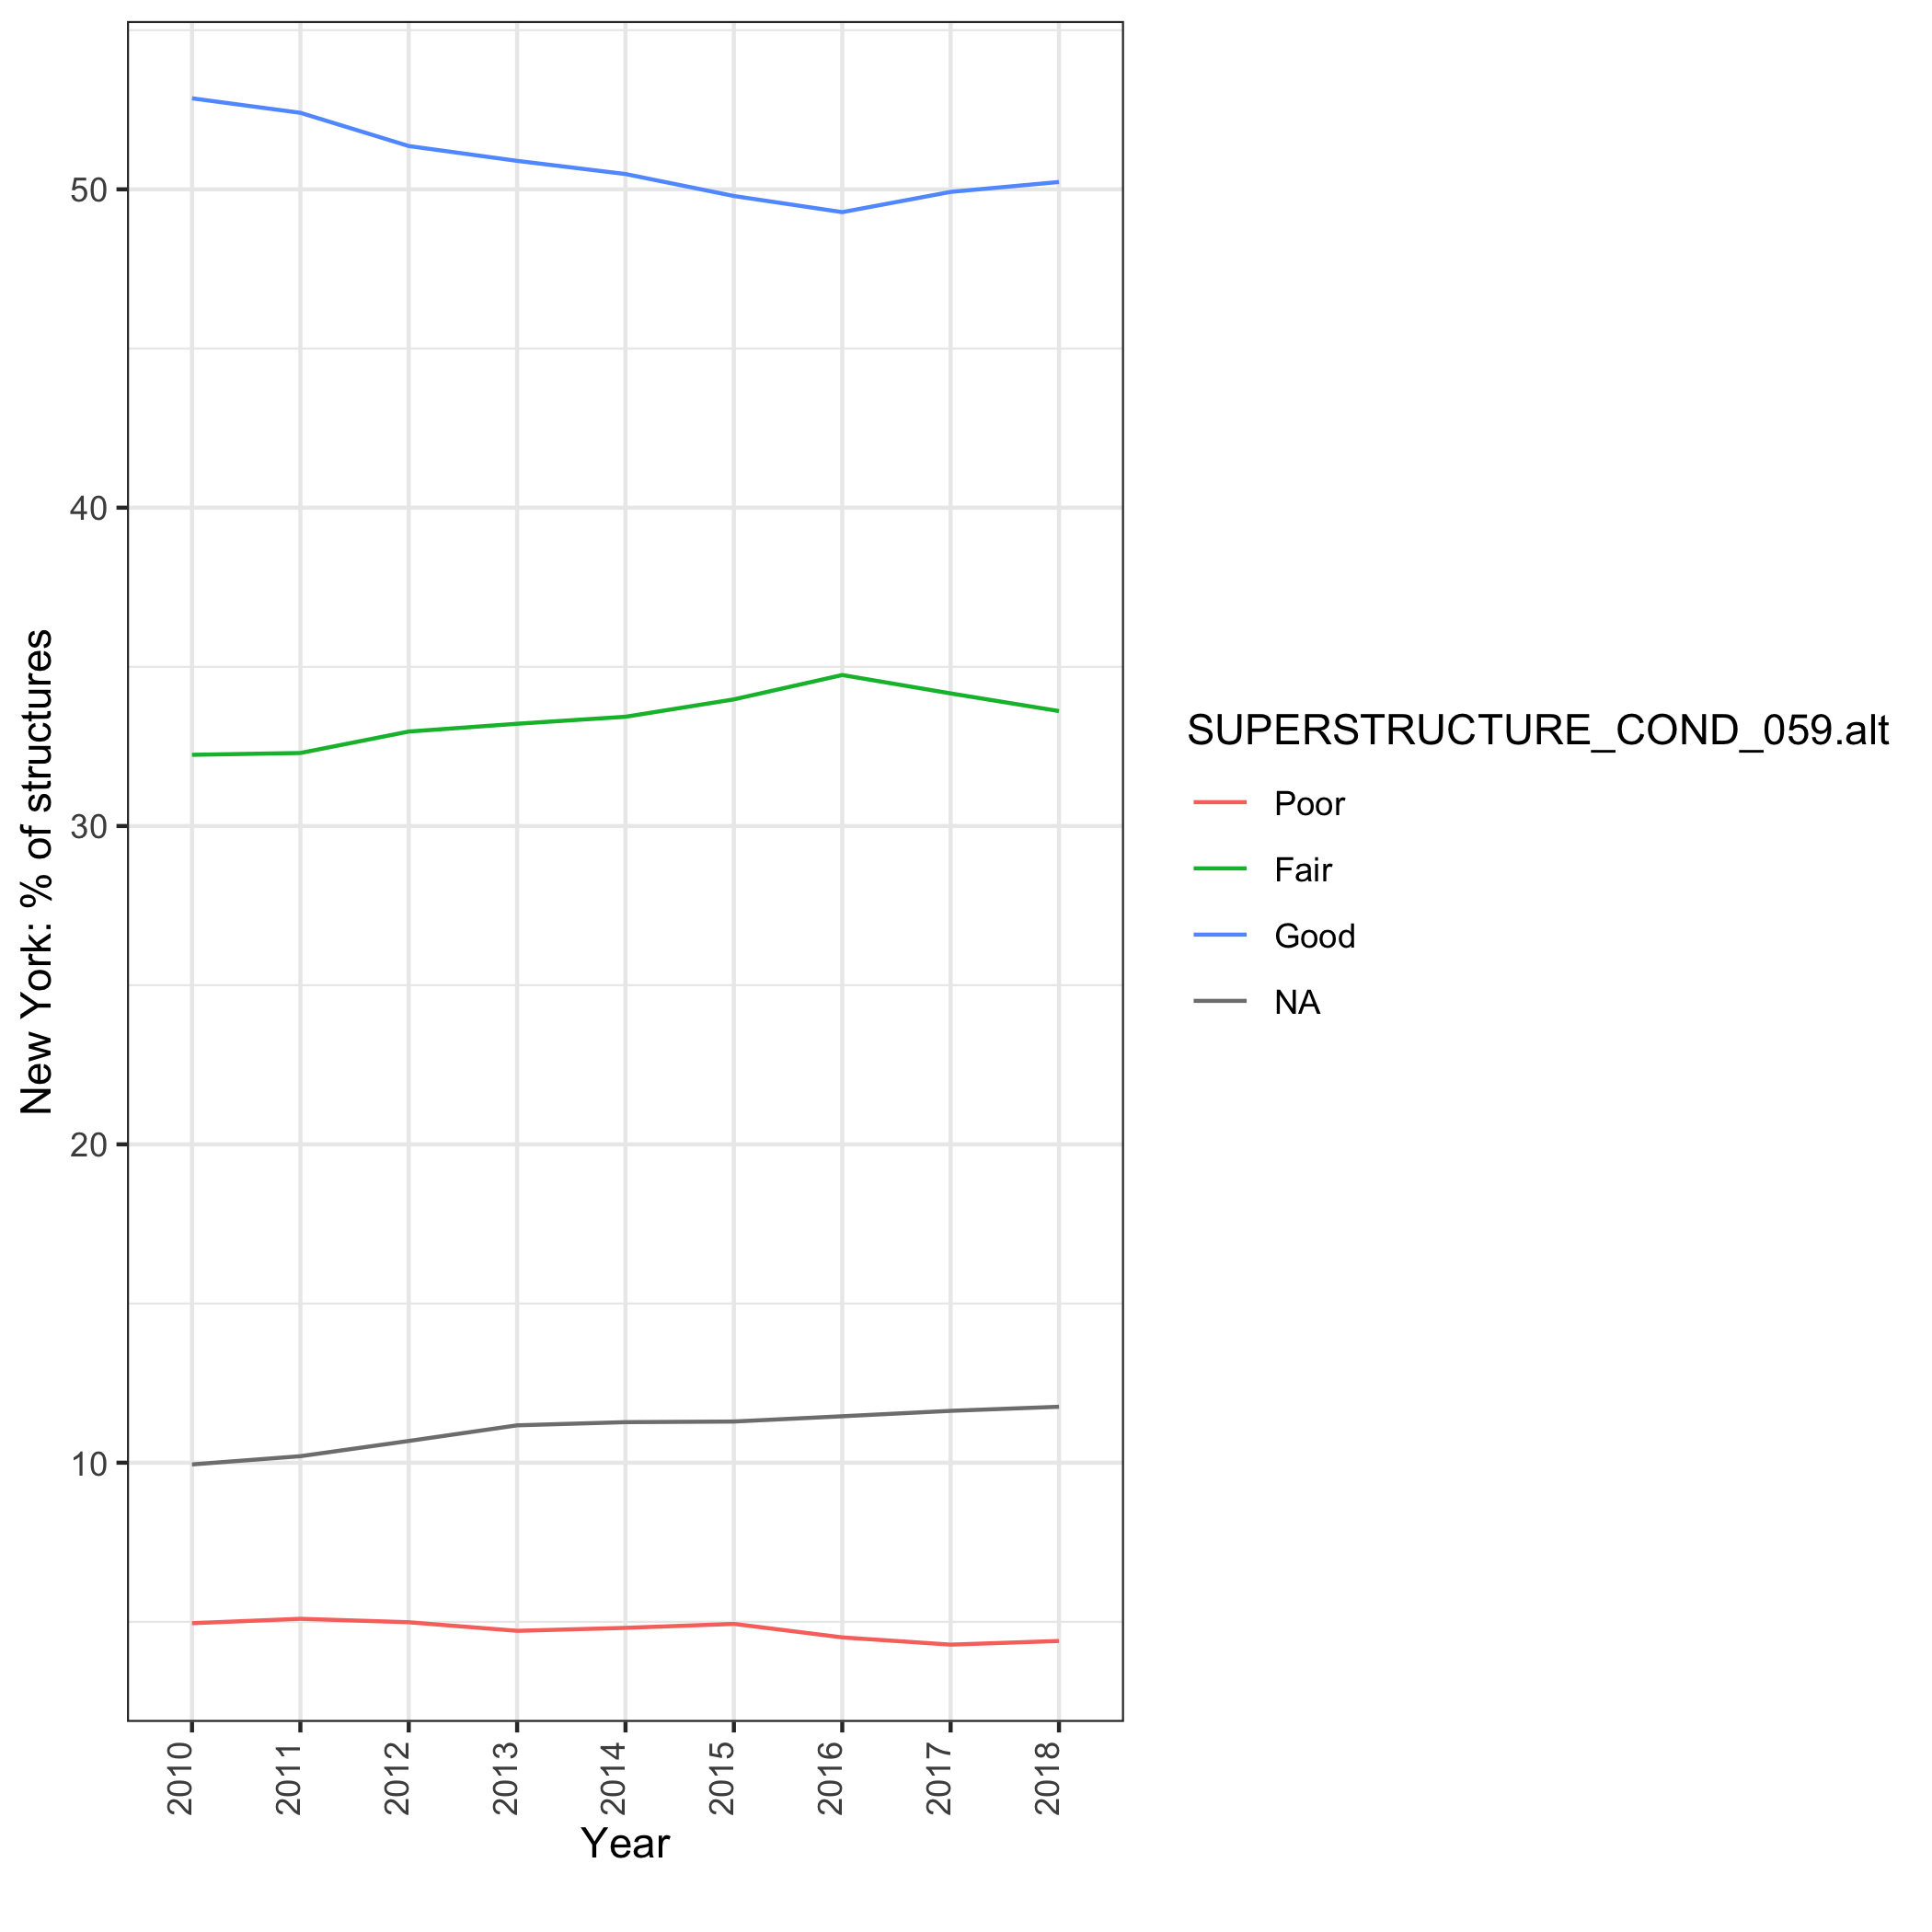 New York: % of structures
50
40
30
20
10
2010
2011
2012
2013
2014
2015
2016
2017
2018
Year
SUPERSTRUCTURE_COND_059.alt
Poor
Fair
Good
NA